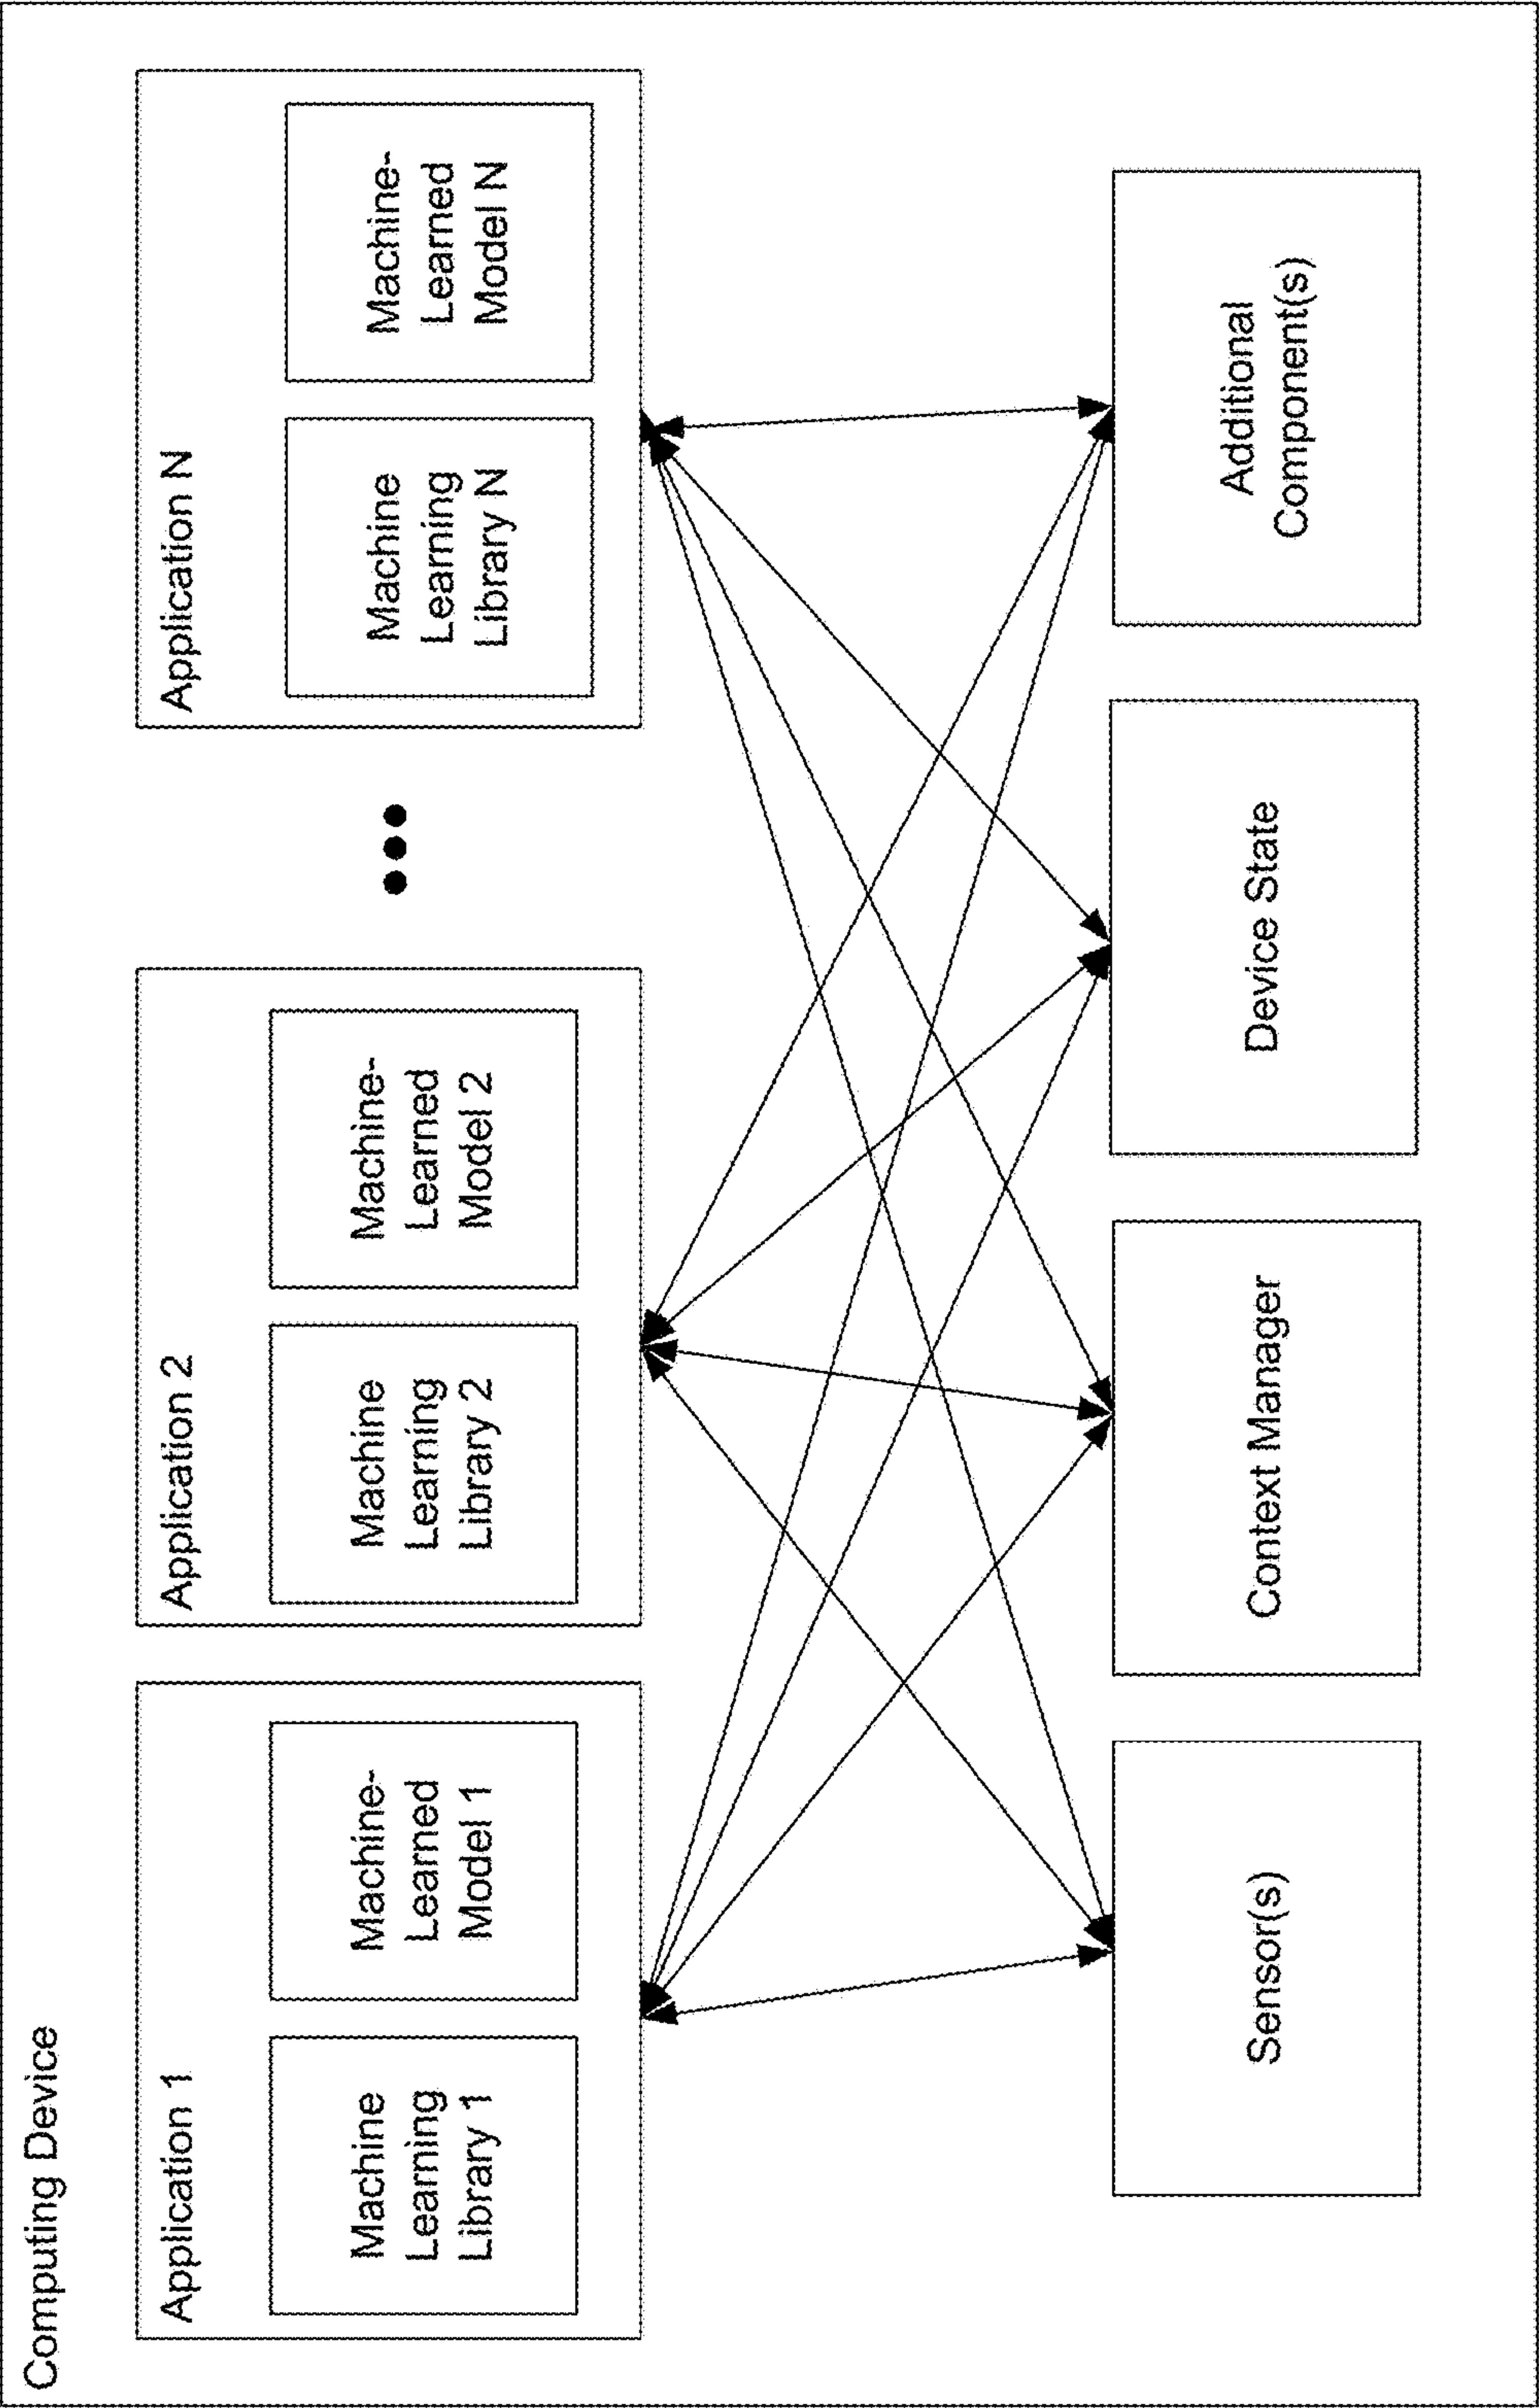 Computing Device
Application 1
Machine
Learning
Library 1
Machine-
Learned
Model 1
Application 2
Machine
Learning
Library 2
Machine-
Learned
Model 2
Application N
Machine
Learning
Library N
Machine-
Learned
Model N
Sensor(s)
Context Manager
Device State
Additional
Component(s)